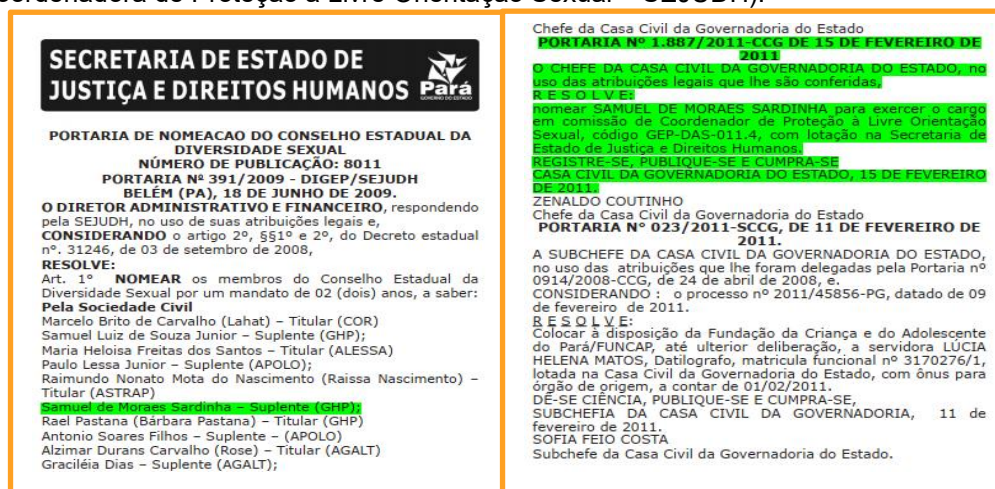 oordenadora de Proteção à Livre Orientação Sexual – SEJUDH).
SECRETARIA DE ESTADO DE
JUSTIÇA E DIREITOS HUMANOS
Pará
GOVERNO DO ESTADO
PORTARIA DE NOMEACAO DO CONSELHO ESTADUAL DA
DIVERSIDADE SEXUAL
NÚMERO DE PUBLICAÇÃO: 8011
PORTARIA Nº 391/2009 - DIGEP/SEJUDH
BELÉM (PA), 18 DE JUNHO DE 2009.
O DIRETOR ADMINISTRATIVO E FINANCEIRO, respondendo
pela SEJUDH, no uso de suas atribuições legais e,
CONSIDERANDO o artigo 2º, §§1º e 2º, do Decreto estadual
nº. 31246, de 03 de setembro de 2008,
RESOLVE:
Art. 1º NOMEAR os membros do Conselho Estadual da
Diversidade Sexual por um mandato de 02 (dois) anos, a saber:
Pela Sociedade Civil
Marcelo Brito de Carvalho (Lahat) – Titular (COR)
Samuel Luiz de Souza Junior – Suplente (GHP);
Maria Heloisa Freitas dos Santos – Titular (ALESSA)
Paulo Lessa Junior – Suplente (APOLO);
Raimundo Nonato Mota do Nascimento (Raissa Nascimento) –
Titular (ASTRAP)
Samuel de Moraes Sardinha – Suplente (GHP);
Rael Pastana (Bárbara Pastana) – Titular (GHP)
Antonio Soares Filhos – Suplente – (APOLO)
Alzimar Durans Carvalho (Rose) – Titular (AGALT)
Graciléia Dias – Suplente (AGALT);
Chefe da Casa Civil da Governadoria do Estado
PORTARIA Nº 1.887/2011-CCG DE 15 DE FEVEREIRO DE
2011
O CHEFE DA CASA CIVIL DA GOVERNADORIA DO ESTADO, no
uso das atribuições legais que lhe são conferidas,
R E S O L V E:
nomear SAMUEL DE MORAES SARDINHA para exercer o cargo
em comissão de Coordenador de Proteção à Livre Orientação
Sexual, código GEP-DAS-011.4, com lotação na Secretaria de
Estado de Justiça e Direitos Humanos.
REGISTRE-SE, PUBLIQUE-SE E CUMPRA-SE
CASA CIVIL DA GOVERNADORIA DO ESTADO, 15 DE FEVEREIRO
DE 2011.
ZENALDO COUTINHO
Chefe da Casa Civil da Governadoria do Estado
PORTARIA Nº 023/2011-SCCG, DE 11 DE FEVEREIRO DE
2011.
A SUBCHEFE DA CASA CIVIL DA GOVERNADORIA DO ESTADO,
no uso das atribuições que lhe foram delegadas pela Portaria nº
0914/2008-CCG, de 24 de abril de 2008, e.
CONSIDERANDO : o processo nº 2011/45856-PG, datado de 09
de fevereiro de 2011.
R E S O L V E:
Colocar à disposição da Fundação da Criança e do Adolescente
do Pará/FUNCAP, até ulterior deliberação, a servidora LÚCIA
HELENA MATOS, Datilografo, matricula funcional nº 3170276/1,
lotada na Casa Civil da Governadoria do Estado, com ônus para
órgão de origem, a contar de 01/02/2011.
DÊ-SE CIÊNCIA, PUBLIQUE-SE E CUMPRA-SE,
SUBCHEFIA DA CASA CIVIL DA GOVERNADORIA, 11 de
fevereiro de 2011.
SOFIA FEIO COSTA
Subchefe da Casa Civil da Governadoria do Estado.